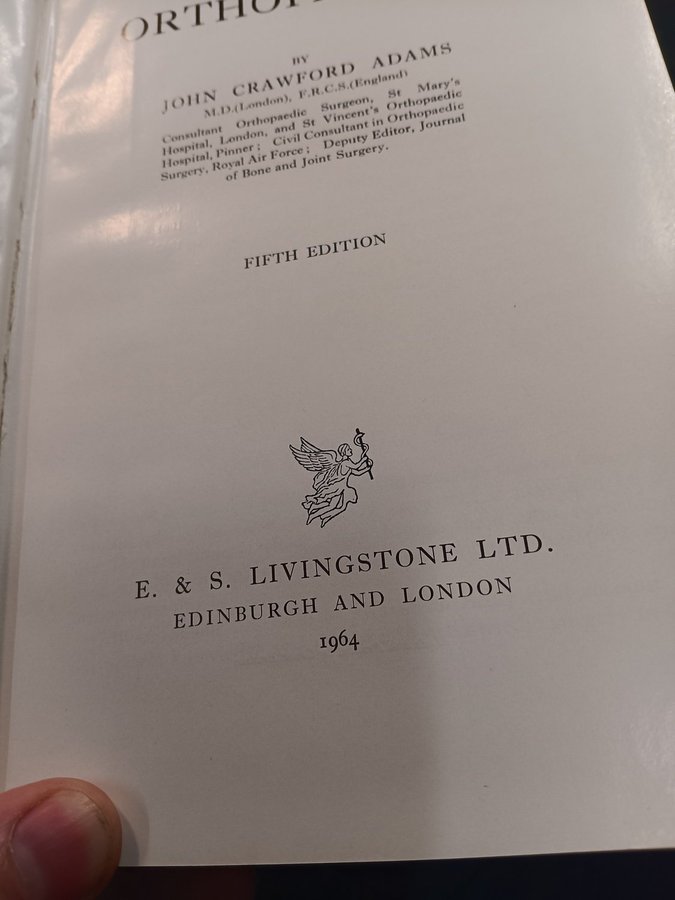 BY
JOHN CRAWFORD ADAMS
M.D.(London), F.R.C.S.(England)
Consultant Orthopaedic Surgeon, St Mary's
Hospital, London, and St Vincent's Orthopaedic
Hospital, Pinner; Civil Consultant in Orthopaedic
Surgery, Royal Air Force; Deputy Editor, Journal
of Bone and Joint Surgery.
FIFTH EDITION
E. & S. LIVINGSTONE LTD.
EDINBURGH AND LONDON
1964